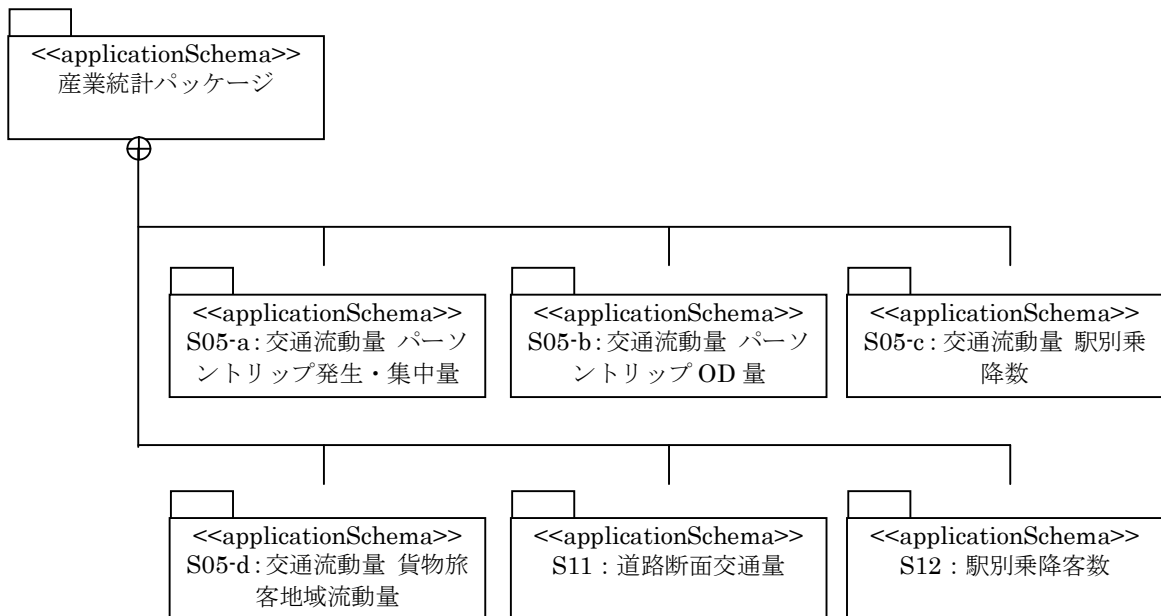 <<applicationSchema>>
産業統計パッケージ
<<applicationSchema>>
S05-a:交通流動量 パーソ
ントリップ発生・集中量
<<applicationSchema>>
S05-b:交通流動量 パーソ
ントリップ OD 量
<<applicationSchema>>
S05-c:交通流動量 駅別乗
降数
<<applicationSchema>>
S05-d:交通流動量 貨物旅
客地域流動量
<<applicationSchema>>
S11:道路断面交通量
<<applicationSchema>>
S12:駅別乗降客数